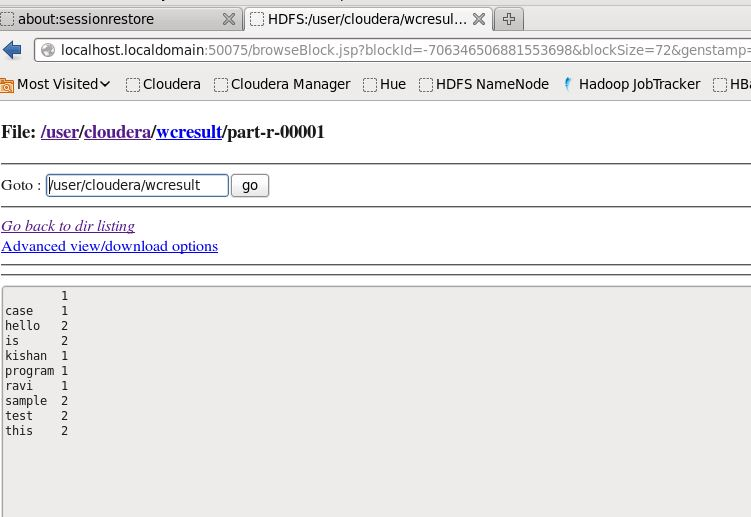 about:sessionrestore
HDFS:/user/cloudera/wcresul...
localhost.localdomain:50075/browseBlock.jsp?blockId=-706346506881553698&blockSize=72&genstamp=
Most Visited Cloudera Cloudera Manager Hue HDFS NameNode Hadoop JobTracker HBa
File: /user/cloudera/wcresult/part-r-00001
Goto : /user/cloudera/wcresult go
Go back to dir listing
Advanced view/download options
1
case 1
hello 2
is 2
kishan 1
program 1
ravi 1
sample 2
test 2
this 2